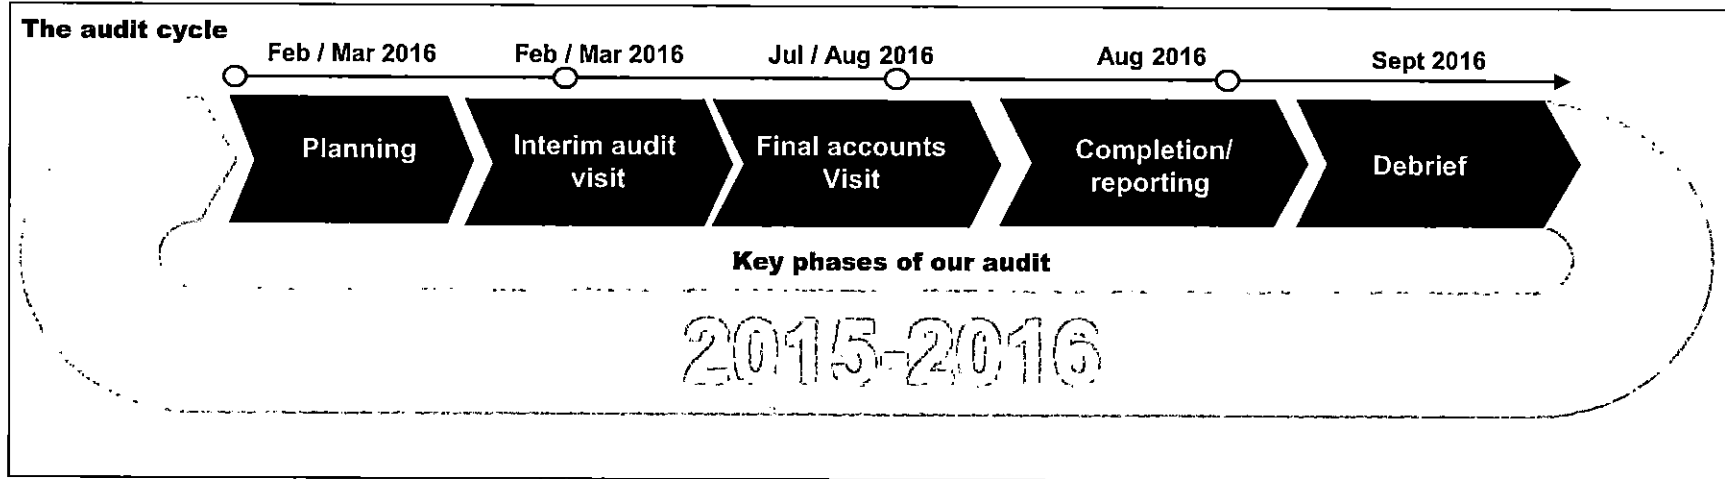 The audit cycle
Feb / Mar 2016
Feb / Mar 2016
Jul / Aug 2016
Aug 2016
Sept 2016
Planning
Interim audit
visit
Final accounts
Visit
Completion/
reporting
Debrief
Key phases of our audit
2015-2016